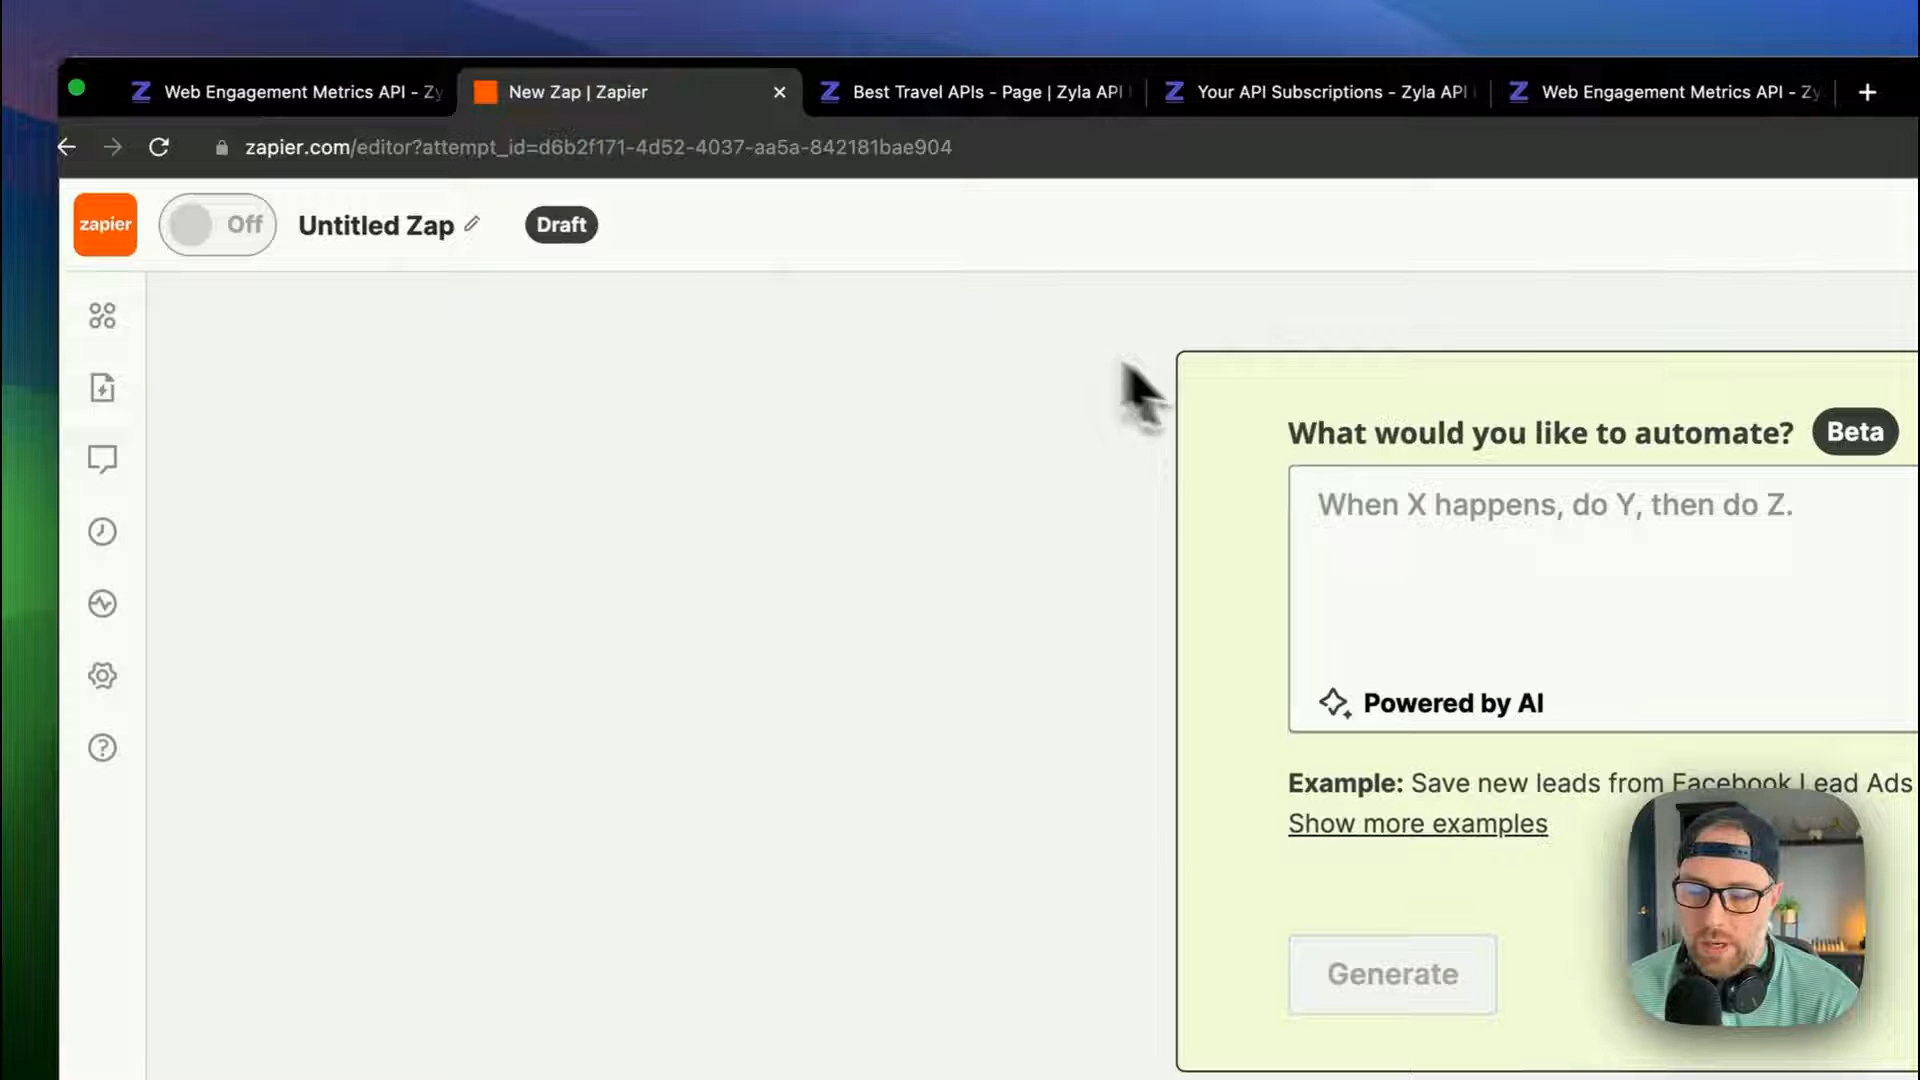 Web Engagement Metrics API - Zy
New Zap | Zapier
Best Travel APIs - Page | Zyla API
Your API Subscriptions - Zyla API
Web Engagement Metrics API - Zy
zapier.com/editor?attempt_id=d6b2f171-4d52-4037-aa5a-842181bae904
zapier
Off
Untitled Zap
Draft
What would you like to automate?
Beta
When X happens, do Y, then do Z.
Powered by AI
Example: Save new leads from Facebook Lead Ads
Show more examples
Generate